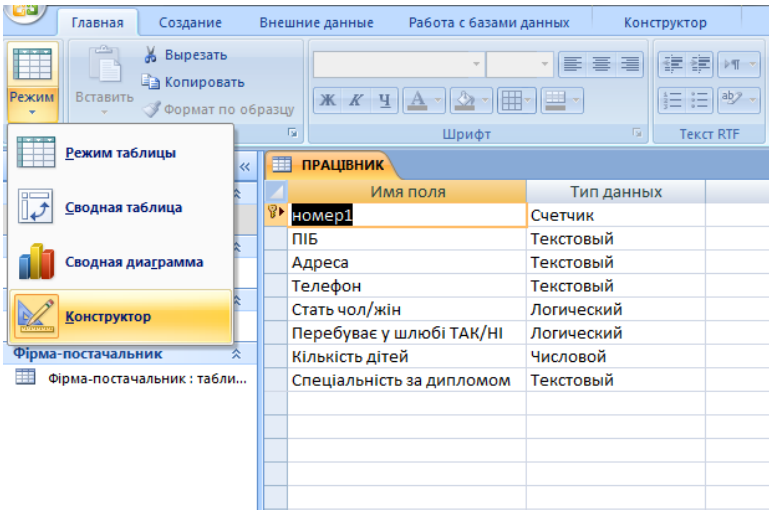 Главная Создание Внешние данные Работа с базами данных Конструктор
Режим
Вставить
Вырезать
Копировать
Формат по образцу
Ж К Ч
A
ab
Шрифт
Текст RTF
Режим таблицы
Сводная таблица
Сводная диаграмма
Конструктор
Фірма-постачальник
Фірма-постачальник : табли...
ПРАЦІВНИК
Имя поля Тип данных
номер1 Счетчик
ПІБ Текстовый
Адреса Текстовый
Телефон Текстовый
Стать чол/жін Логический
Перебуває у шлюбі ТАК/НІ Логический
Кількість дітей Числовой
Спеціальність за дипломом Текстовый